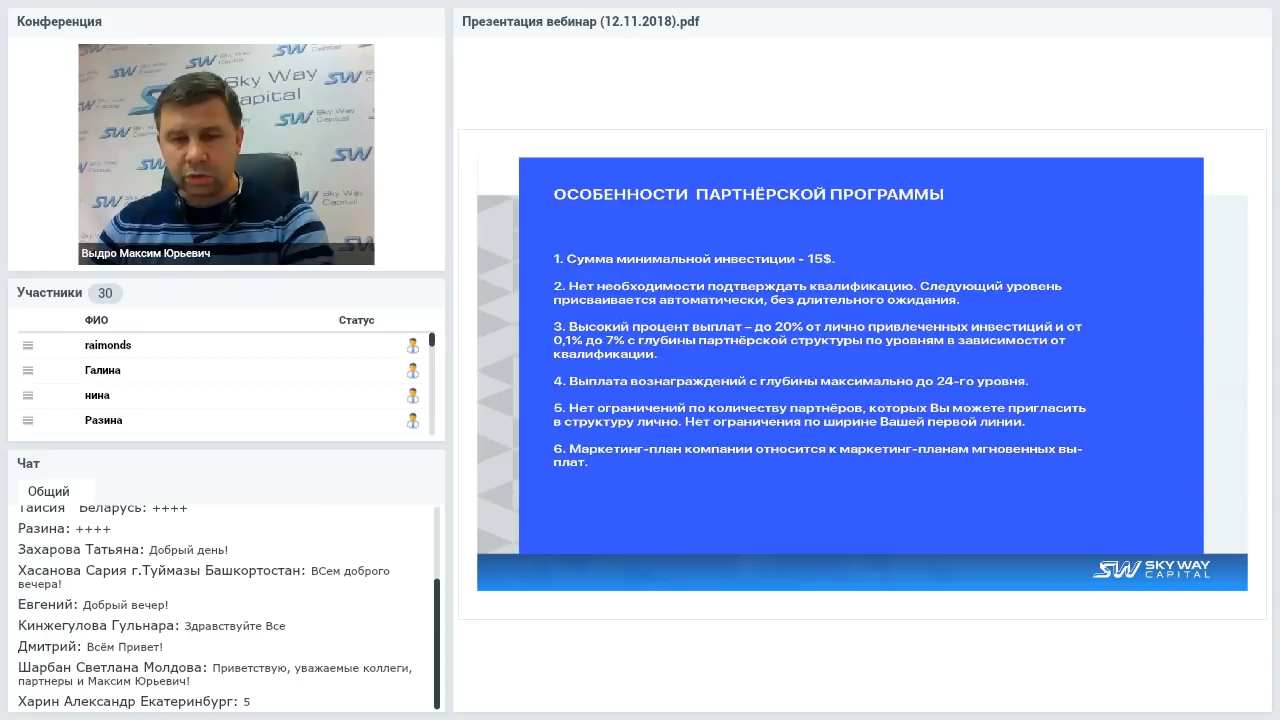 Конференция
SW Sky Way Capital
Выдро Максим Юрьевич
Участники 30
ФИО Статус
raimonds
Галина
нина
Разина
Чат
Общий
Таисия Беларусь: ++++
Разина: ++++
Захарова Татьяна: Добрый день!
Хасанова Сария г.Туймазы Башкортостан: ВСем доброго
вечера!
Евгений: Добрый вечер!
Кинжегулова Гульнара: Здравствуйте Все
Дмитрий: Всём Привет!
Шарбан Светлана Молдова: Приветствую, уважаемые коллеги,
партнеры и Максим Юрьевич!
Харин Александр Екатеринбург: 5
Презентация вебинар (12.11.2018).pdf
ОСОБЕННОСТИ ПАРТНЁРСКОЙ ПРОГРАММЫ
1. Сумма минимальной инвестиции - 15$.
2. Нет необходимости подтверждать квалификацию. Следующий уровень
присваивается автоматически, без длительного ожидания.
3. Высокий процент выплат – до 20% от лично привлеченных инвестиций и от
0,1% до 7% с глубины партнёрской структуры по уровням в зависимости от
квалификации.
4. Выплата вознаграждений с глубины максимально до 24-го уровня.
5. Нет ограничений по количеству партнёров, которых Вы можете пригласить
в структуру лично. Нет ограничения по ширине Вашей первой линии.
6. Маркетинг-план компании относится к маркетинг-планам мгновенных вы-
плат.
SW SKY WAY
CAPITAL